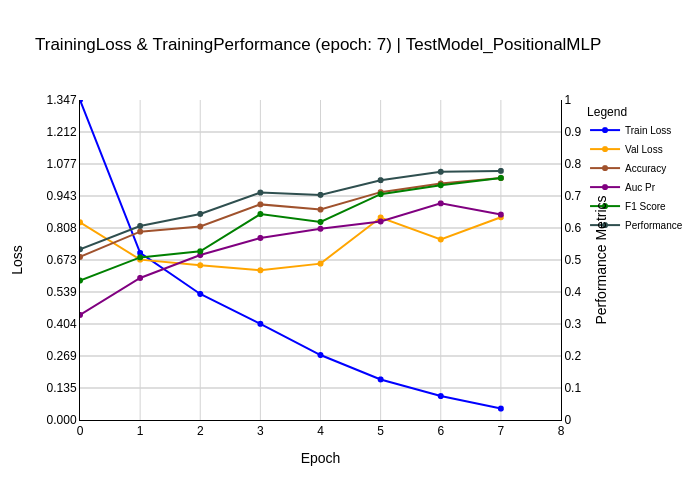 TrainingLoss & TrainingPerformance (epoch: 7) | TestModel_PositionalMLP
1.347
1.212
1.077
0.943
0.808
0.673
0.539
0.404
0.269
0.135
0.000
Loss
0 1 2 3 4 5 6 7 8
Epoch
1
0.9
0.8
0.7
0.6
0.5
0.4
0.3
0.2
0.1
0
Performance Metrics
Legend
Train Loss
Val Loss
Accuracy
Auc Pr
F1 Score
Performance